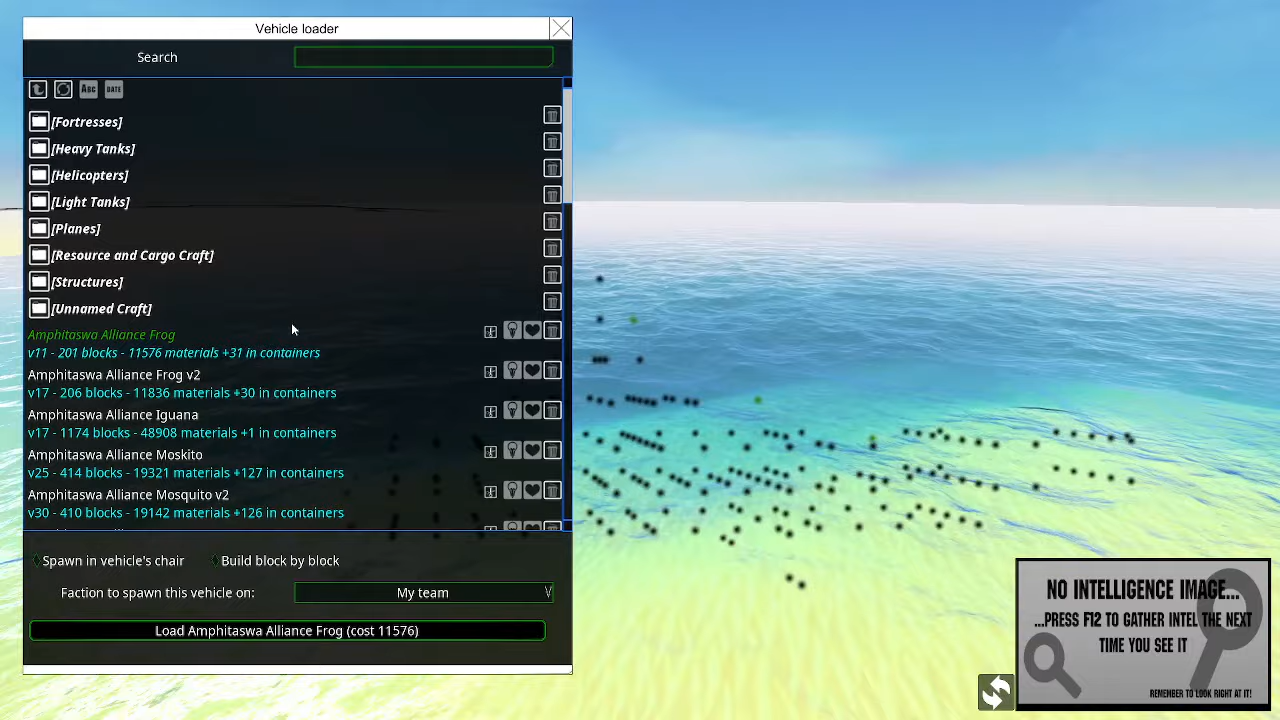 Vehicle loader
Search
ABC DATE
[Fortresses]
[Heavy Tanks]
[Helicopters]
[Light Tanks]
[Planes]
[Resource and Cargo Craft]
[Structures]
[Unnamed Craft]
Amphitaswa Alliance Frog
v11 - 201 blocks - 11576 materials +31 in containers
Amphitaswa Alliance Frog v2
v17 - 206 blocks - 11836 materials +30 in containers
Amphitaswa Alliance Iguana
v17 - 1174 blocks - 48908 materials +1 in containers
Amphitaswa Alliance Moskito
v25 - 414 blocks - 19321 materials +127 in containers
Amphitaswa Alliance Mosquito v2
v30 - 410 blocks - 19142 materials +126 in containers
Spawn in vehicle's chair Build block by block
Faction to spawn this vehicle on: My team
Load Amphitaswa Alliance Frog (cost 11576)
NO INTELLIGENCE IMAGE...
...PRESS F12 TO GATHER INTEL THE NEXT
TIME YOU SEE IT
REMEMBER TO LOOK RIGHT AT IT!